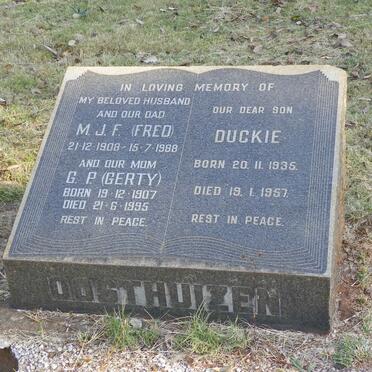 IN LOVING MEMORY OF
MY BELOVED HUSBAND
AND OUR DAD
M.J.F. (FRED)
21·12·1908-15·7·1988
AND OUR MOM
G.P. (GERTY)
BORN 19·12·1907
DIED 21·6·1995
REST IN PEACE.
OUR DEAR SON
DUCKIE
BORN 20.11.1935.
DIED 19.1.1957.
REST IN PEACE.
OOSTHUIZEN